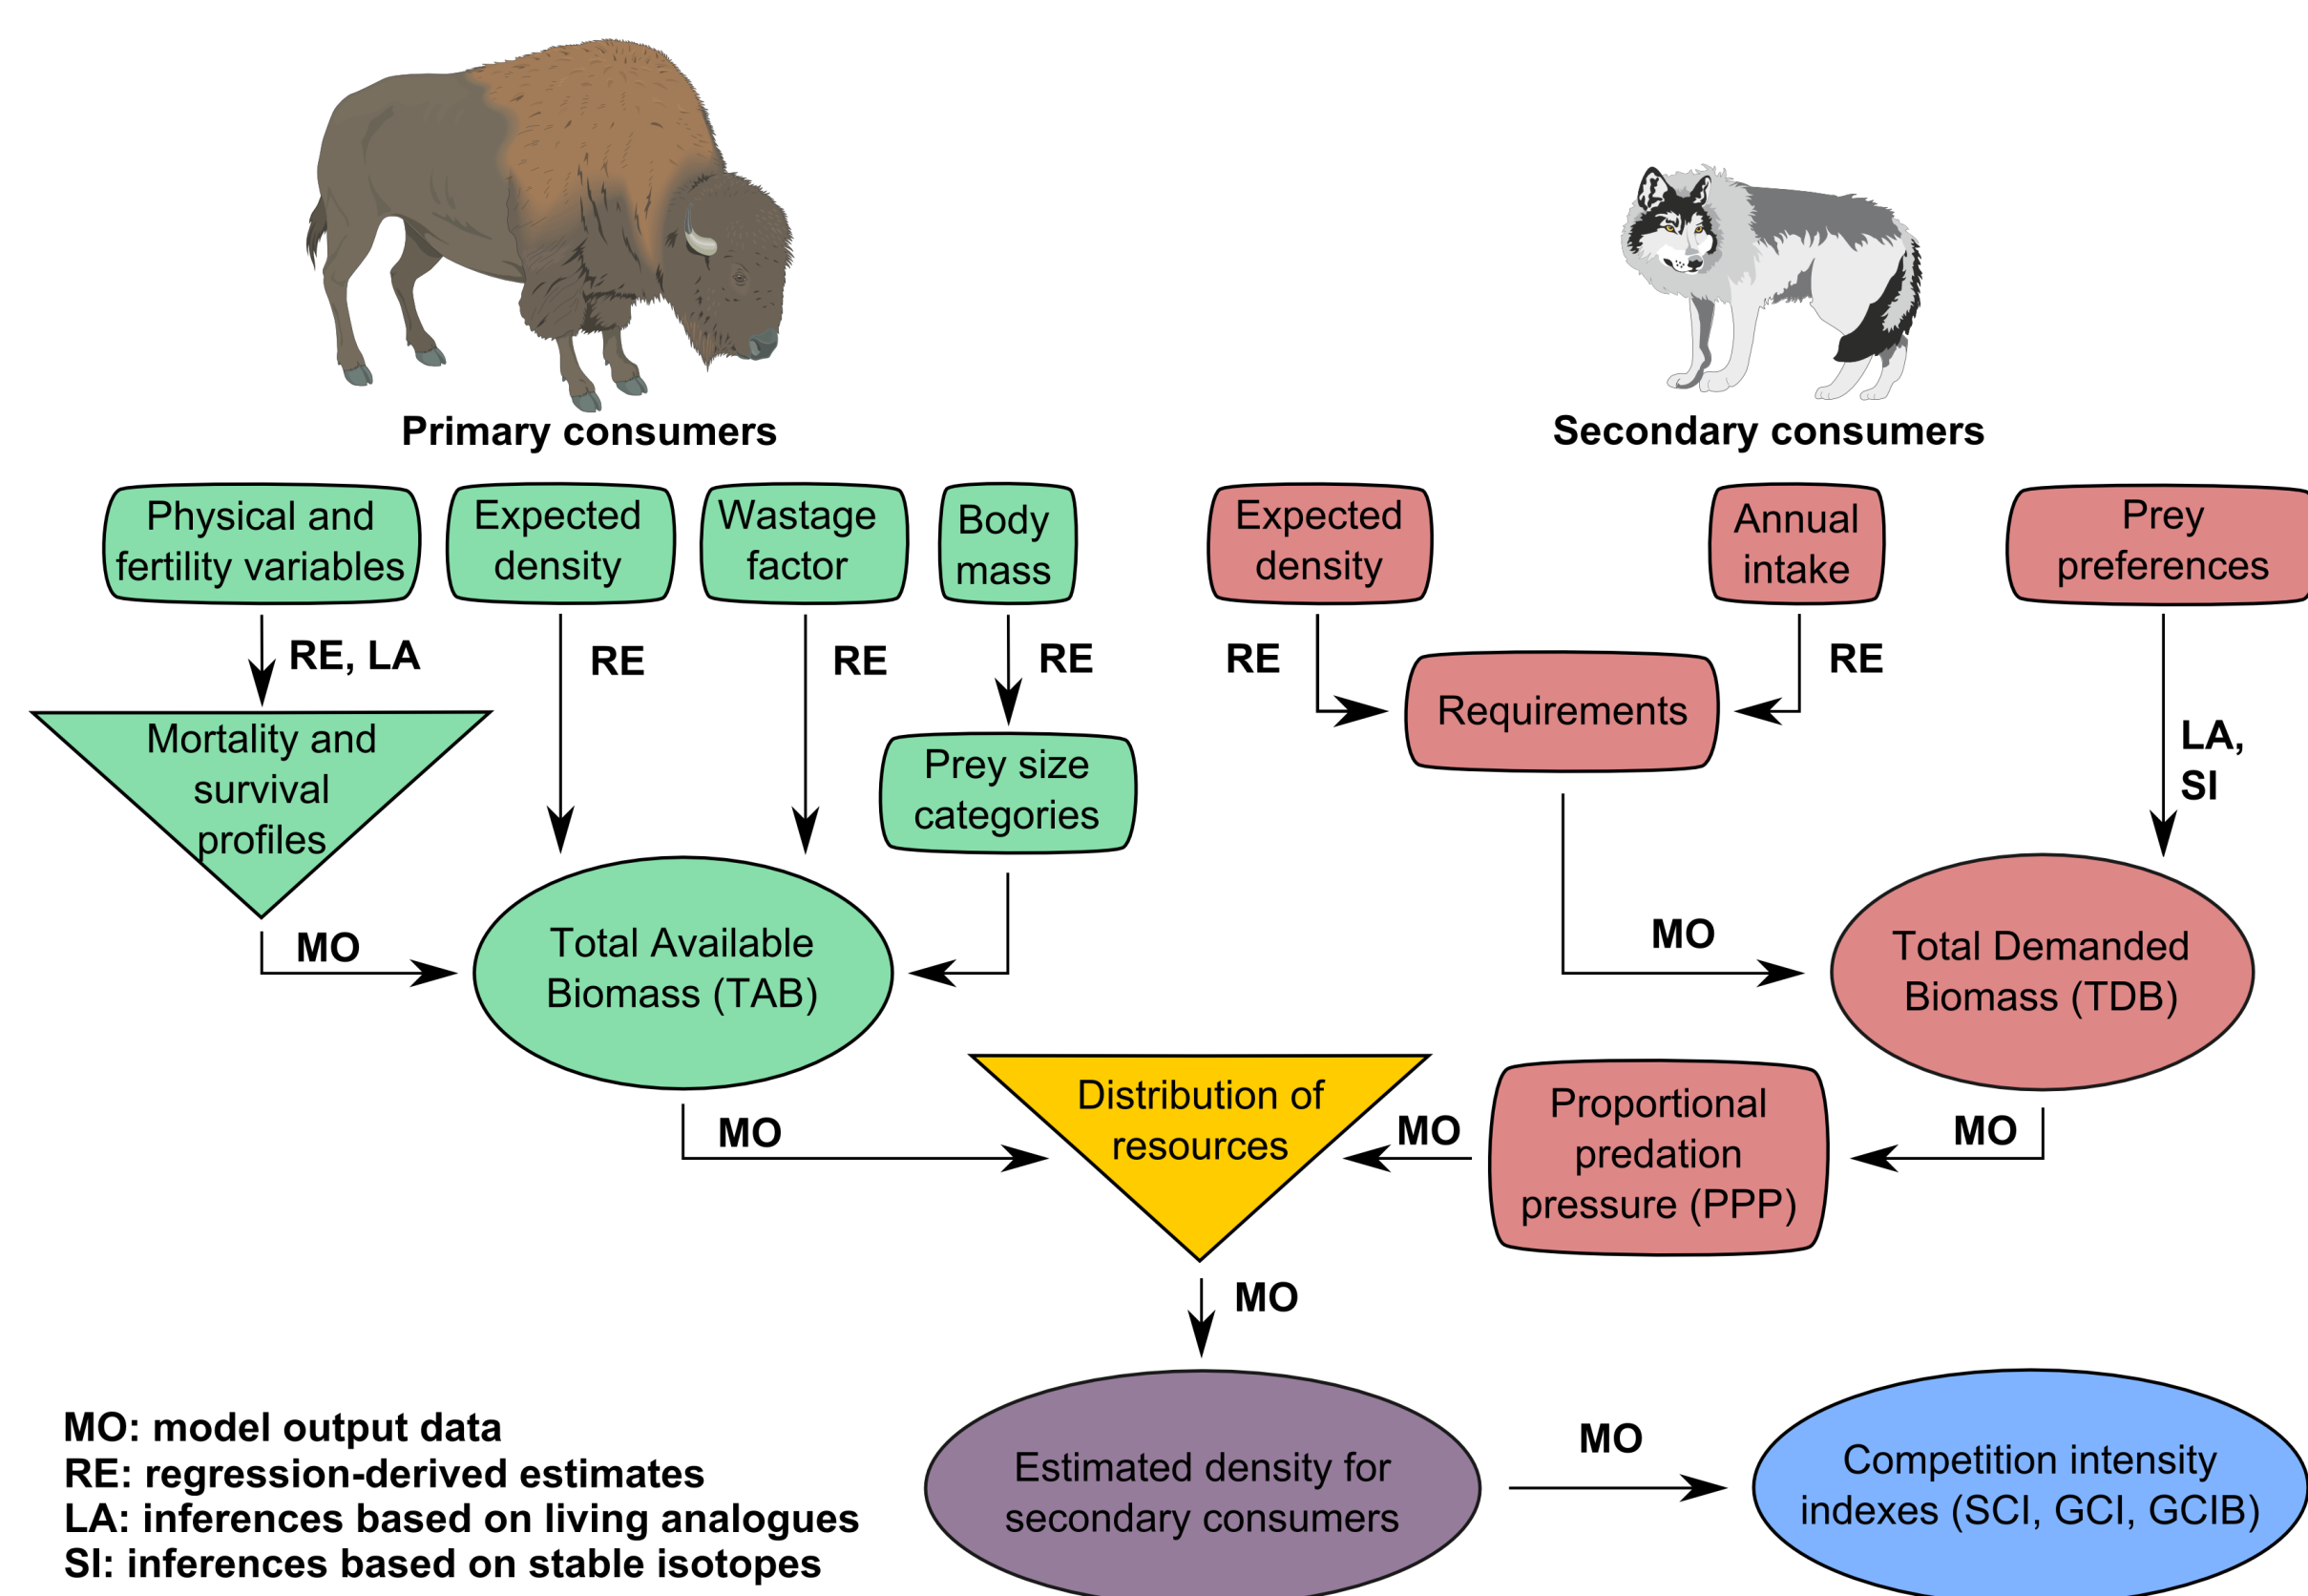 Primary consumers
Secondary consumers
Physical and
fertility variables
Expected
density
Wastage
factor
Body
mass
Expected
density
Annual
intake
Prey
preferences
RE, LA
RE
RE
RE
RE
RE
Requirements
LA,
SI
Mortality and
survival
profiles
Prey size
categories
MO
Total Available
Biomass (TAB)
MO
Total Demanded
Biomass (TDB)
MO
Distribution of
resources
MO
Proportional
predation
pressure (PPP)
MO
MO
Estimated density for
secondary consumers
MO
Competition intensity
indexes (SCI, GCI, GCIB)
MO: model output data
RE: regression-derived estimates
LA: inferences based on living analogues
SI: inferences based on stable isotopes